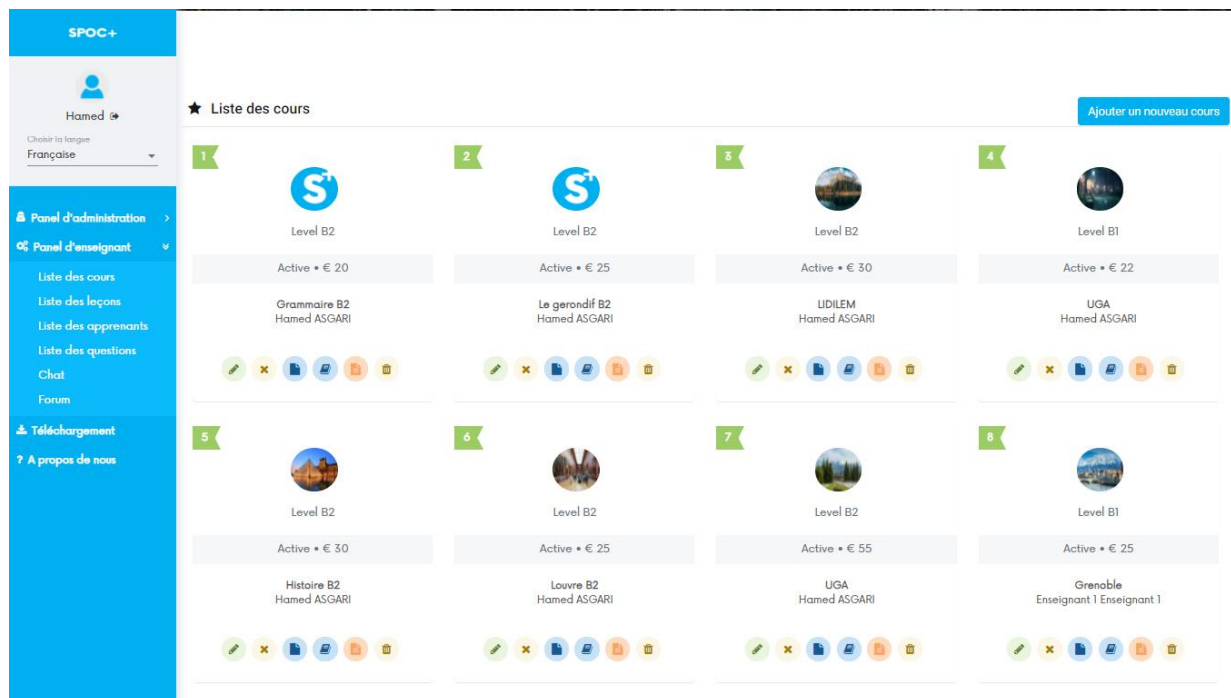 SPOC+
Hamed
Choisir la langue
Française
Panel d'administration
Panel d'enseignant
Liste des cours
Liste des leçons
Liste des apprenants
Liste des questions
Chat
Forum
Téléchargement
? A propos de nous
Liste des cours
Ajouter un nouveau cours
1
S+
Level B2
Active • € 20
Grammaire B2
Hamed ASGARI
2
S+
Level B2
Active • € 25
Le gerondif B2
Hamed ASGARI
3
Level B2
Active • € 30
LIDILEM
Hamed ASGARI
4
Level B1
Active • € 22
UGA
Hamed ASGARI
5
Level B2
Active • € 30
Histoire B2
Hamed ASGARI
6
Level B2
Active • € 25
Louvre B2
Hamed ASGARI
7
Level B2
Active • € 55
UGA
Hamed ASGARI
8
Level B1
Active • € 25
Grenoble
Enseignant 1 Enseignant 1